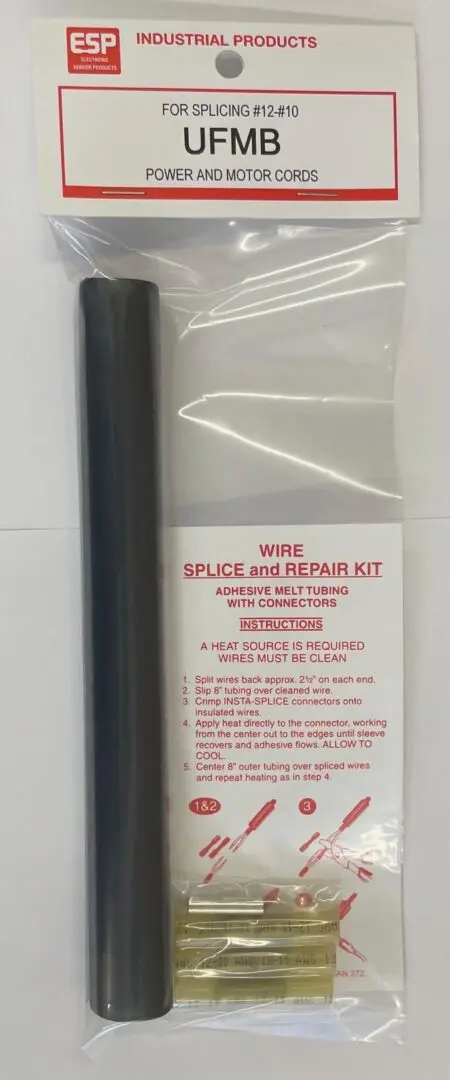 ESP
ELECTRONIC
SENSOR PRODUCTS
INDUSTRIAL PRODUCTS
FOR SPLICING #12-#10
UFMB
POWER AND MOTOR CORDS
WIRE
SPLICE and REPAIR KIT
ADHESIVE MELT TUBING
WITH CONNECTORS
INSTRUCTIONS
A HEAT SOURCE IS REQUIRED
WIRES MUST BE CLEAN
1. Split wires back approx. 2½" on each end.
2. Slip 8" tubing over cleaned wire.
3. Crimp INSTA-SPLICE connectors onto
insulated wires.
4. Apply heat directly to the connector, working
from the center out to the edges until sleeve
recovers and adhesive flows. ALLOW TO
COOL.
5. Center 8" outer tubing over spliced wires
and repeat heating as in step 4.
1&2
3
AN 372.